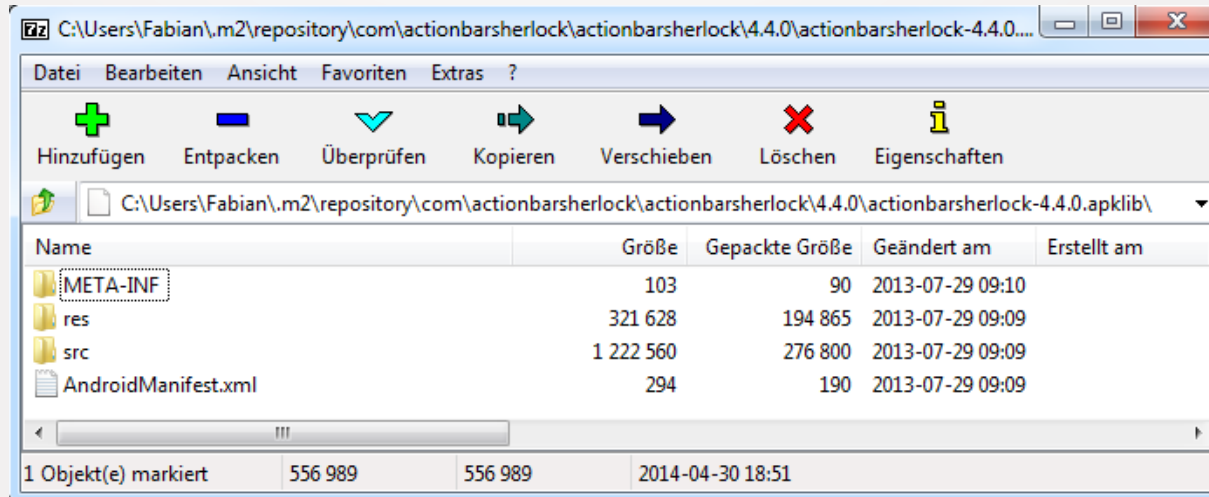 7z C:\Users\Fabian\.m2\repository\com\actionbarsherlock\actionbarsherlock\4.4.0\actionbarsherlock-4.4.0....
Datei Bearbeiten Ansicht Favoriten Extras ?
Hinzufügen Entpacken Überprüfen Kopieren Verschieben Löschen Eigenschaften
C:\Users\Fabian\.m2\repository\com\actionbarsherlock\actionbarsherlock\4.4.0\actionbarsherlock-4.4.0.apklib\
Name Größe Gepackte Größe Geändert am Erstellt am
META-INF 103 90 2013-07-29 09:10
res 321 628 194 865 2013-07-29 09:09
src 1 222 560 276 800 2013-07-29 09:09
AndroidManifest.xml 294 190 2013-07-29 09:09
1 Objekt(e) markiert 556 989 556 989 2014-04-30 18:51